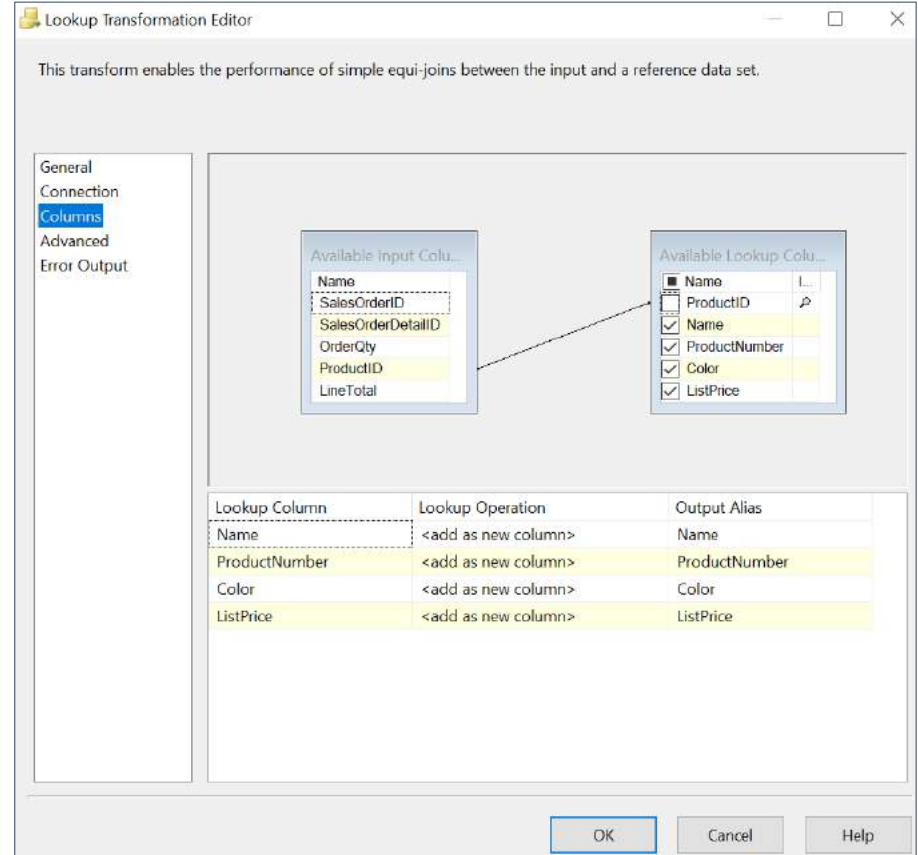 Lookup Transformation Editor
This transform enables the performance of simple equi-joins between the input and a reference data set.
General
Connection
Columns
Advanced
Error Output
Available Input Colu...
Name
SalesOrderID
SalesOrderDetailID
OrderQty
ProductID
LineTotal
Available Lookup Colu...
Name I...
ProductID
Name
ProductNumber
Color
ListPrice
Lookup Column Lookup Operation Output Alias
Name <add as new column> Name
ProductNumber <add as new column> ProductNumber
Color <add as new column> Color
ListPrice <add as new column> ListPrice
OK Cancel Help